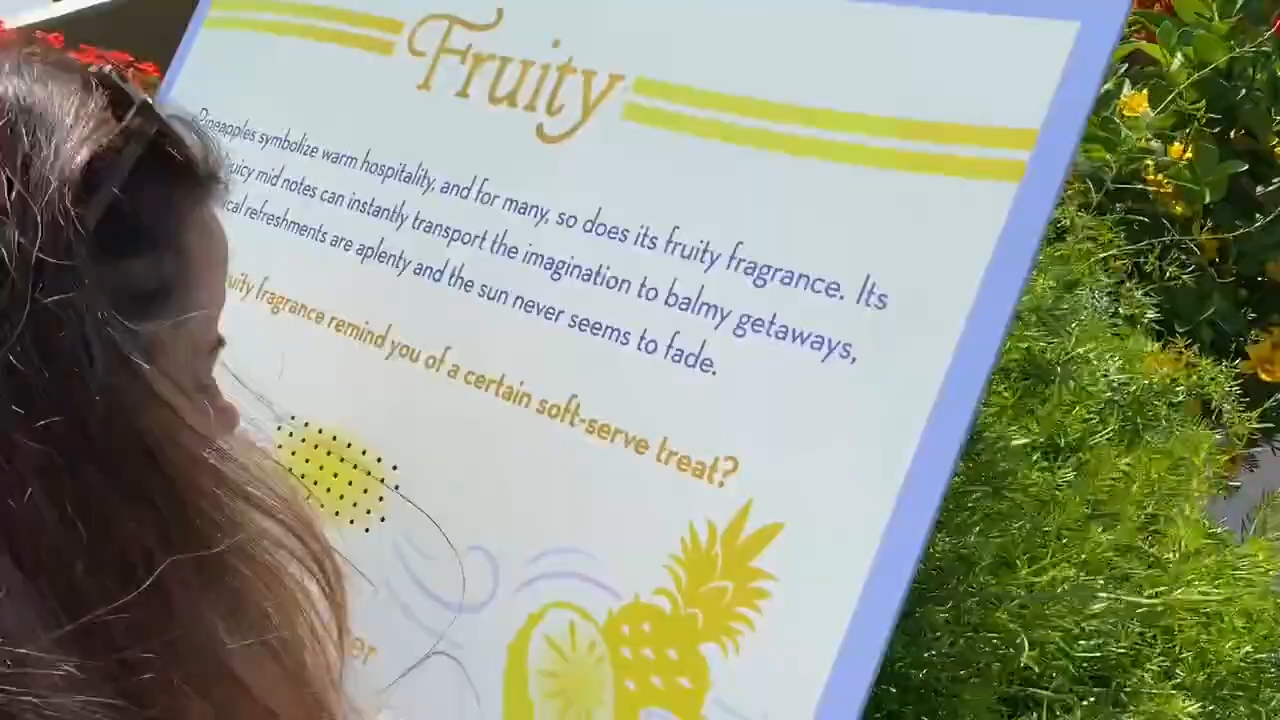 Fruity
Pineapples symbolize warm hospitality, and for many, so does its fruity fragrance. Its
juicy mid notes can instantly transport the imagination to balmy getaways,
refreshments are aplenty and the sun never seems to fade.
fragrance remind you of a certain soft-serve treat?